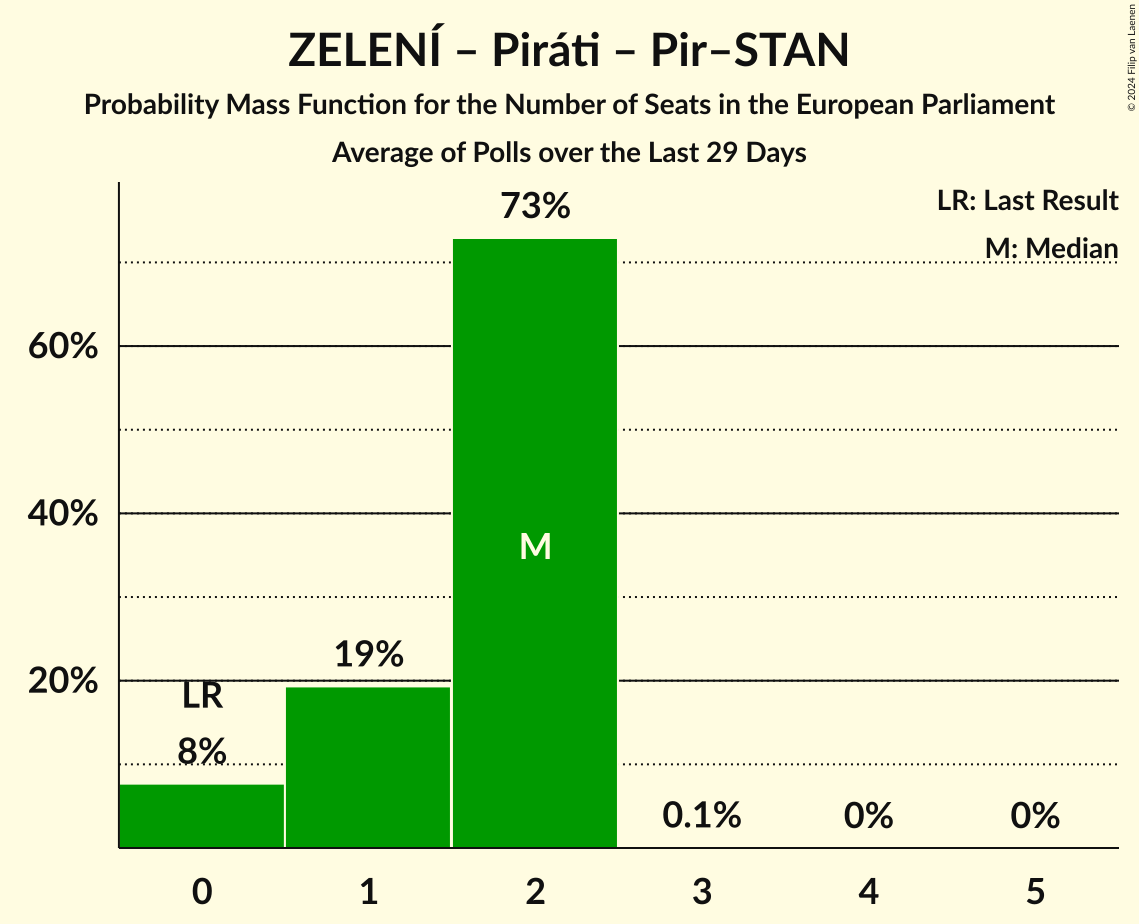 ZELENÍ – Piráti – Pir–STAN
Probability Mass Function for the Number of Seats in the European Parliament
Average of Polls over the Last 29 Days
© 2024 Filip van Laenen
LR: Last Result
M: Median
73%
60%
40%
M
19%
20%
LR
8%
0.1%
0%
0%
0 1 2 3 4 5